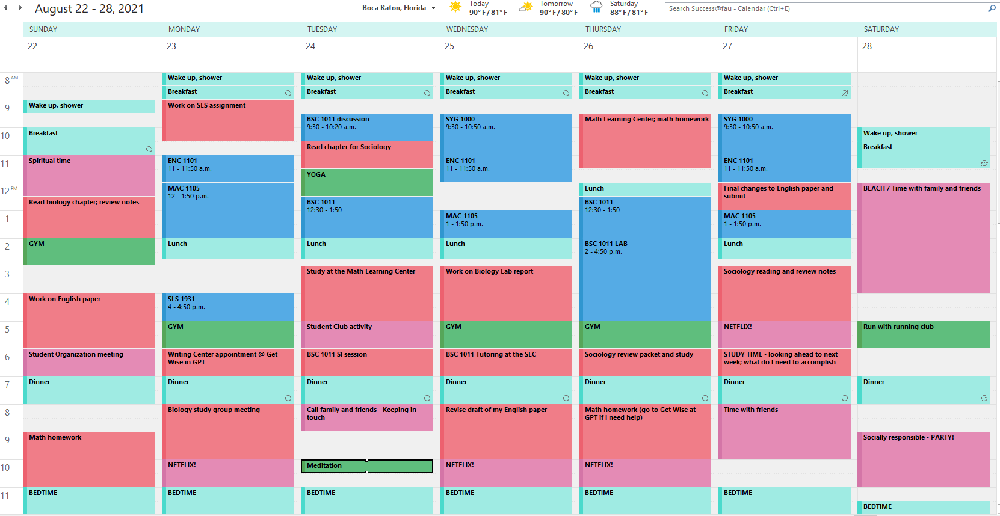 August 22 - 28, 2021
Boca Raton, Florida
Today
90° F / 81° F
Tomorrow
90° F / 80° F
Saturday
88° F / 81° F
Search Success@fau - Calendar (Ctrl+E)
SUNDAY
MONDAY
TUESDAY
WEDNESDAY
THURSDAY
FRIDAY
SATURDAY
22
23
24
25
26
27
28
8 AM
9
10
11
12 PM
1
2
3
4
5
6
7
8
9
10
11
Wake up, shower
Breakfast
Spiritual time
Read biology chapter; review notes
GYM
Work on English paper
Student Organization meeting
Dinner
Math homework
BEDTIME
Wake up, shower
Breakfast
Work on SLS assignment
ENC 1101
11 - 11:50 a.m.
MAC 1105
12 - 1:50 p.m.
Lunch
SLS 1931
4 - 4:50 p.m.
GYM
Writing Center appointment @ Get
Wise in GPT
Dinner
Biology study group meeting
NETFLIX!
BEDTIME
Wake up, shower
Breakfast
BSC 1011 discussion
9:30 - 10:20 a.m.
Read chapter for Sociology
YOGA
BSC 1011
12:30 - 1:50
Lunch
Study at the Math Learning Center
Student Club activity
BSC 1011 SI session
Dinner
Call family and friends - Keeping in
touch
Meditation
BEDTIME
Wake up, shower
Breakfast
SYG 1000
9:30 - 10:50 a.m.
ENC 1101
11 - 11:50 a.m.
MAC 1105
1 - 1:50 p.m.
Lunch
Work on Biology Lab report
GYM
BSC 1011 Tutoring at the SLC
Dinner
Revise draft of my English paper
NETFLIX!
BEDTIME
Wake up, shower
Breakfast
Math Learning Center; math homework
Lunch
BSC 1011
12:30 - 1:50
BSC 1011 LAB
2 - 4:50 p.m.
GYM
Sociology review packet and study
Dinner
Math homework (go to Get Wise at
GPT if I need help)
NETFLIX!
BEDTIME
Wake up, shower
Breakfast
SYG 1000
9:30 - 10:50 a.m.
ENC 1101
11 - 11:50 a.m.
Final changes to English paper and
submit
MAC 1105
1 - 1:50 p.m.
Lunch
Sociology reading and review notes
NETFLIX!
STUDY TIME - looking ahead to next
week; what do I need to accomplish
Dinner
Time with friends
BEDTIME
Wake up, shower
Breakfast
BEACH / Time with family and friends
Run with running club
Dinner
Socially responsible - PARTY!
BEDTIME